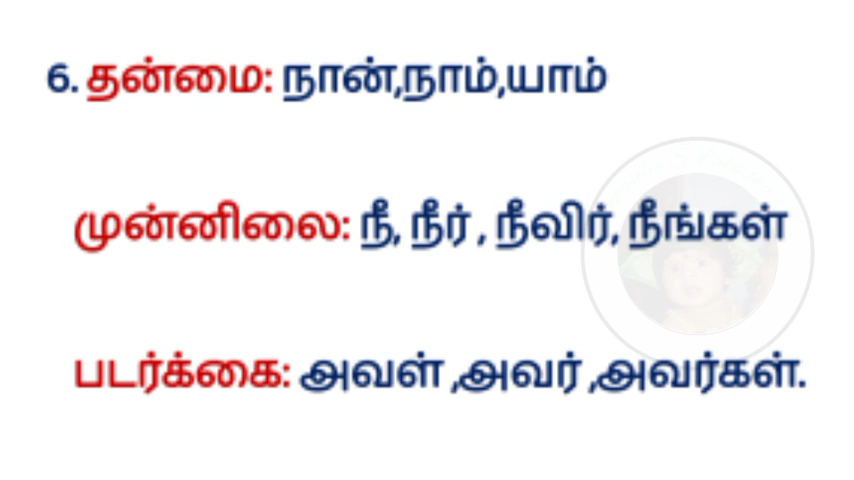 6. தன்மை: நான்,நாம்,யாம்
முன்னிலை: நீ, நீர் , நீவிர், நீங்கள்
படர்க்கை: அவள் ,அவர் ,அவர்கள்.